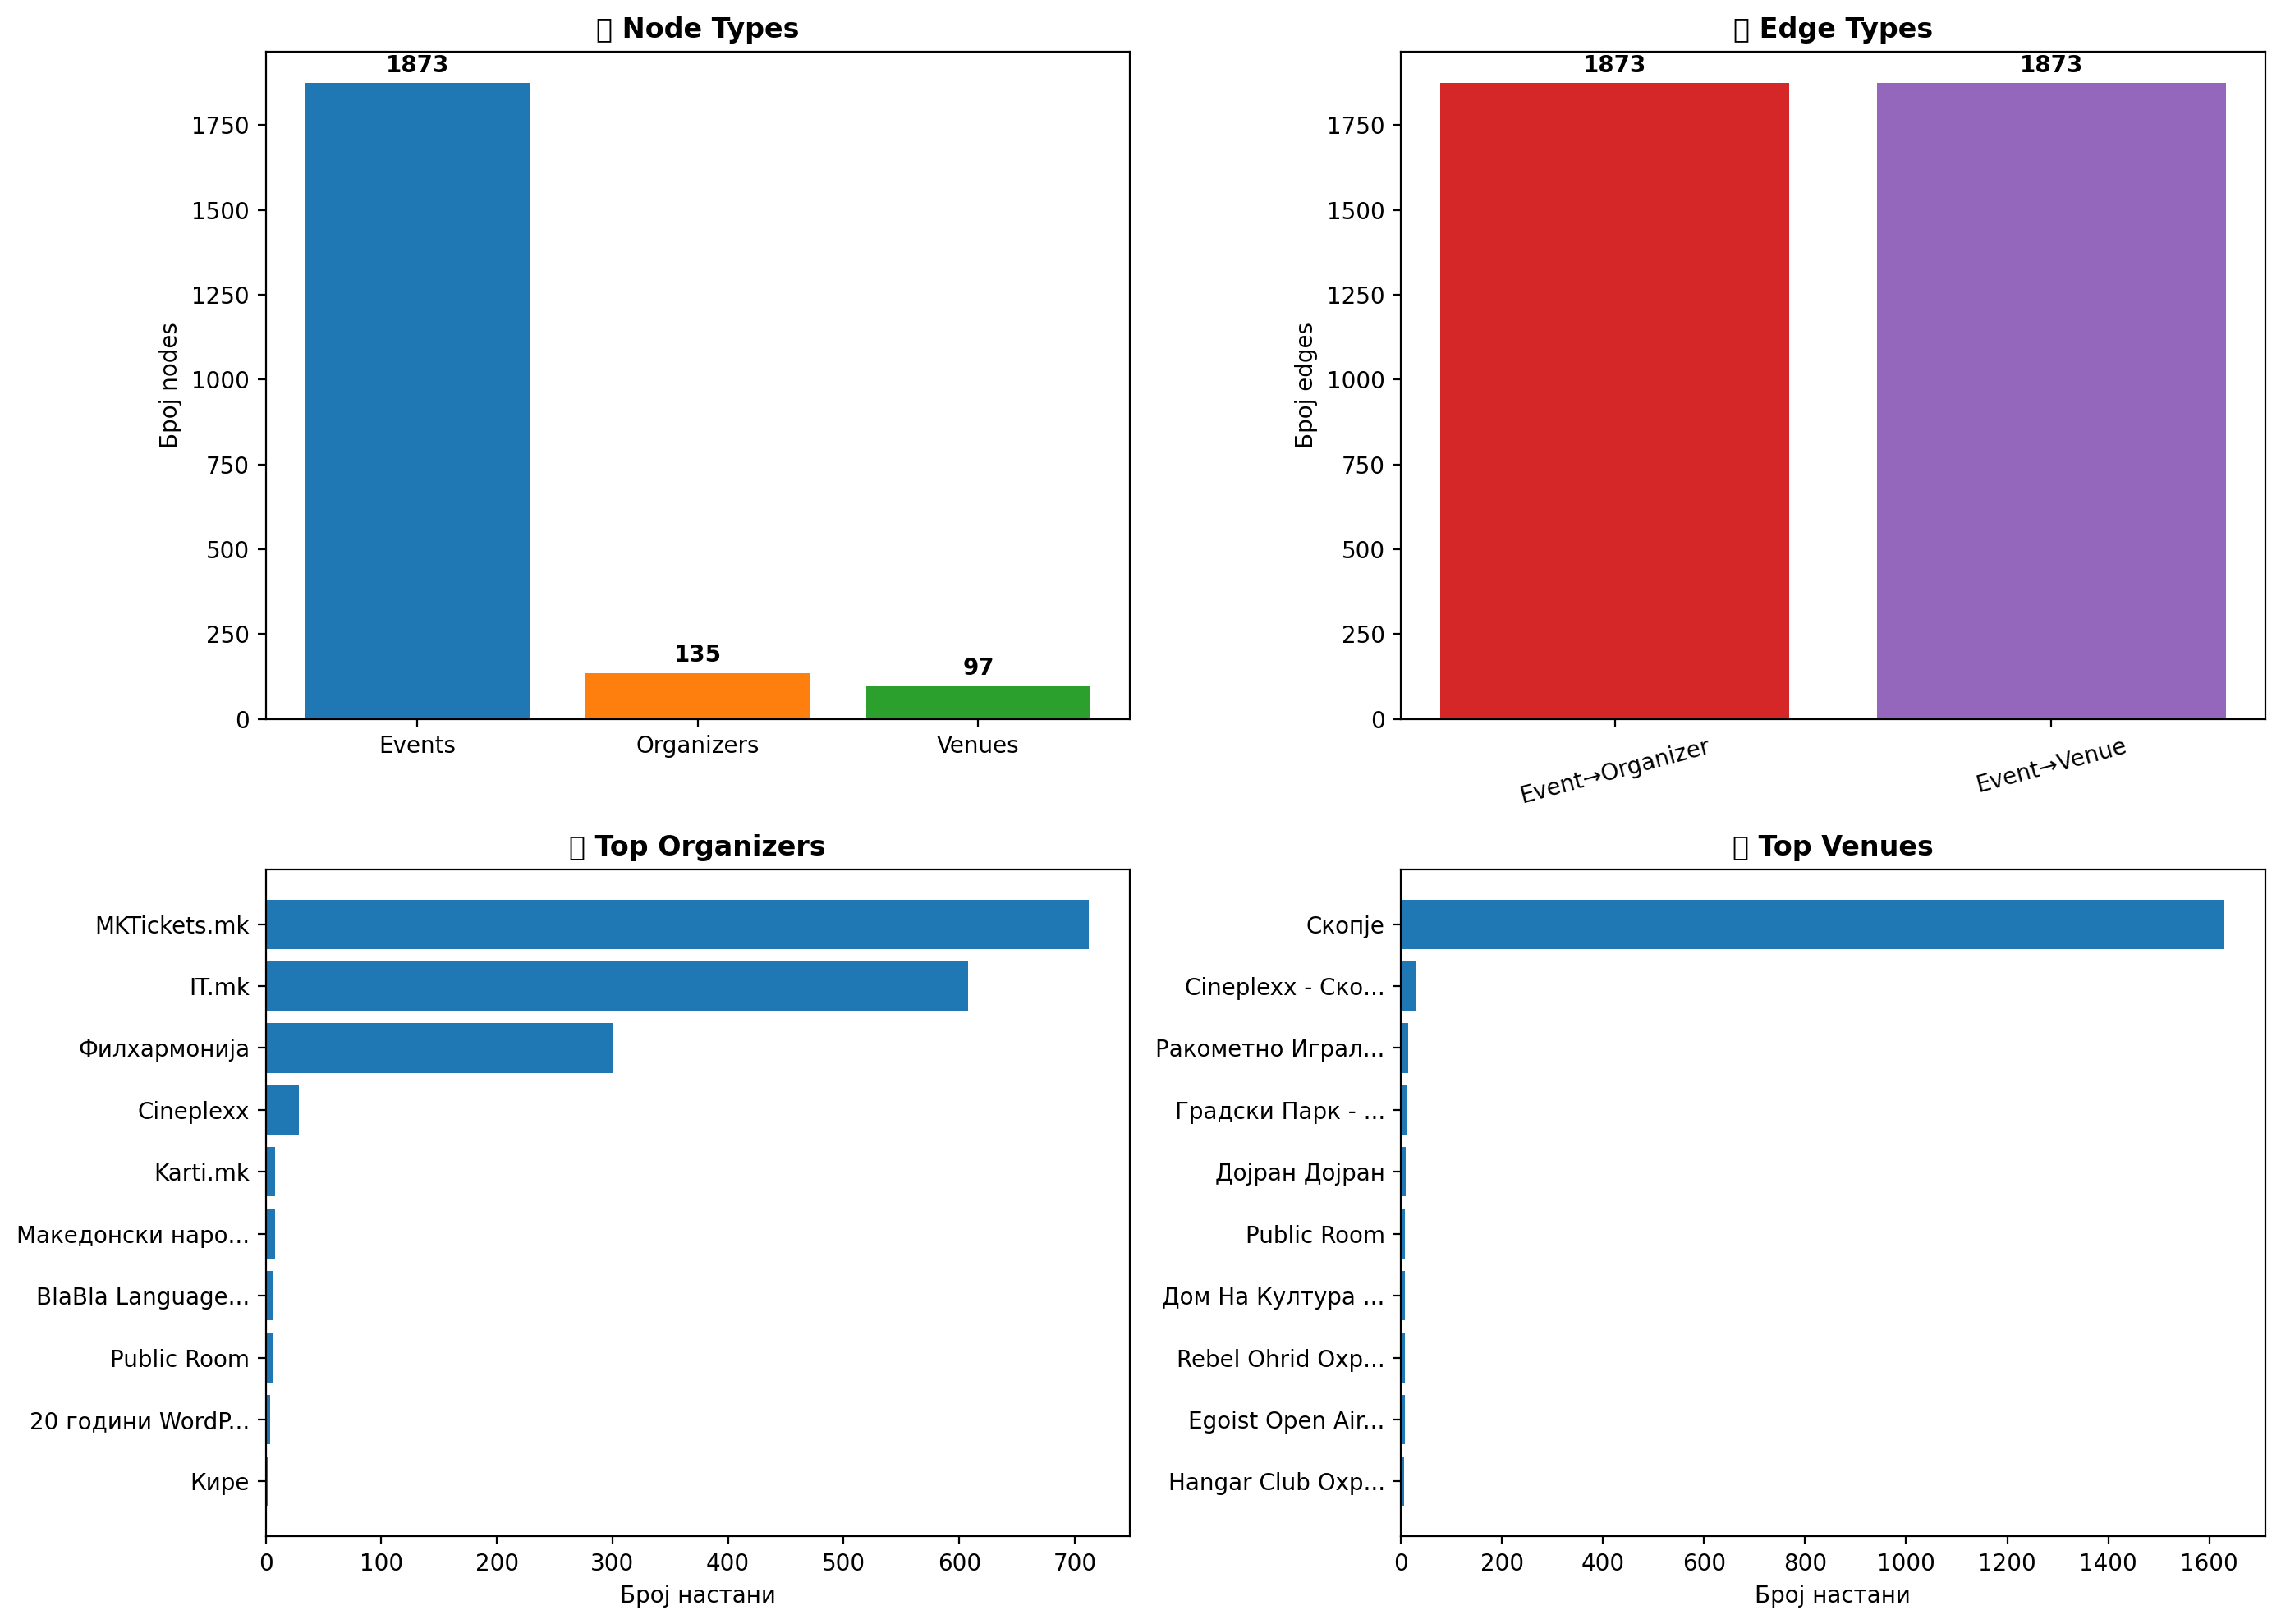 Node Types
1873
135
97
1750
1500
1250
1000
750
500
250
0
Број nodes
Events
Organizers
Venues
Edge Types
1873
1873
1750
1500
1250
1000
750
500
250
0
Број edges
Event→Organizer
Event→Venue
Top Organizers
MKTickets.mk
IT.mk
Филхармонија
Cineplexx
Karti.mk
Македонски наро...
BlaBla Language...
Public Room
20 години WordP...
Кире
0 100 200 300 400 500 600 700
Број настани
Top Venues
Скопје
Cineplexx - Ско...
Ракометно Играл...
Градски Парк - ...
Дојран Дојран
Public Room
Дом На Култура ...
Rebel Ohrid Охр...
Egoist Open Air...
Hangar Club Охр...
0 200 400 600 800 1000 1200 1400 1600
Број настани